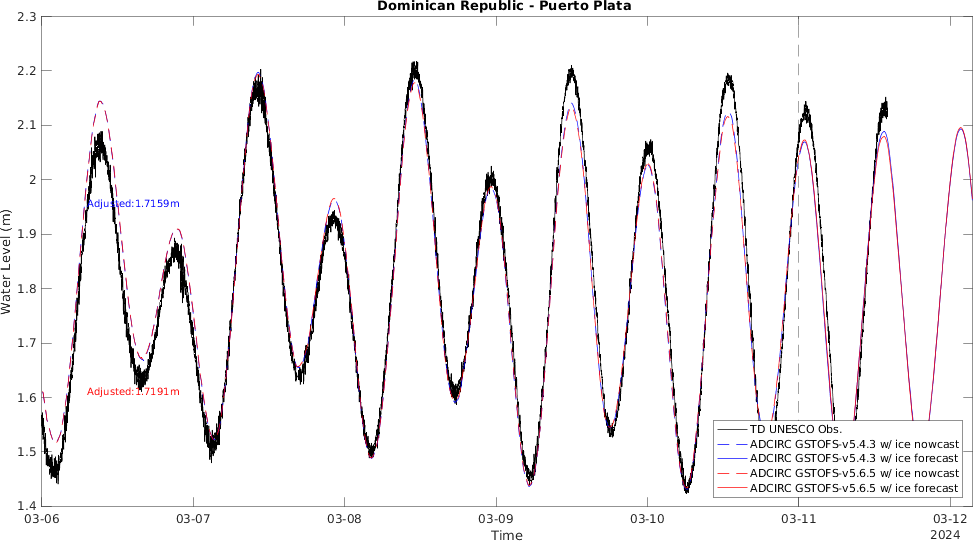 Dominican Republic - Puerto Plata
Water Level (m)
2.3
2.2
2.1
2
1.9
1.8
1.7
1.6
1.5
1.4
Adjusted:1.7159m
Adjusted:1.7191m
TD UNESCO Obs.
ADCIRC GSTOFS-v5.4.3 w/ ice nowcast
ADCIRC GSTOFS-v5.4.3 w/ ice forecast
ADCIRC GSTOFS-v5.6.5 w/ ice nowcast
ADCIRC GSTOFS-v5.6.5 w/ ice forecast
03-06 03-07 03-08 03-09 03-10 03-11 03-12
Time
2024